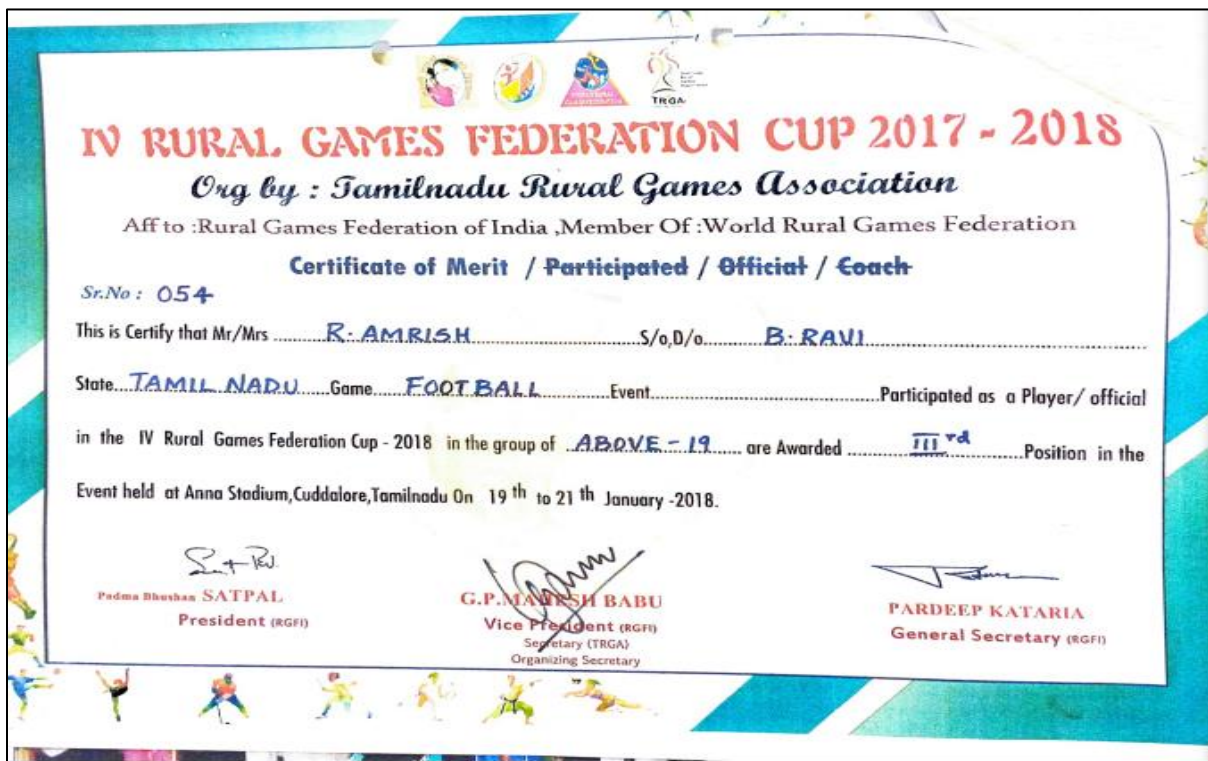 TRGA
IV RURAL GAMES FEDERATION CUP 2017 - 2018
Org by : Tamilnadu Rural Games Association
Aff to :Rural Games Federation of India ,Member Of :World Rural Games Federation
Certificate of Merit / Participated / Official / Coach
Sr.No : 054
This is Certify that Mr/Mrs R. AMRISH S/o,D/o B. RAVI
State TAMIL NADU Game FOOTBALL Event Participated as a Player/ official
in the IV Rural Games Federation Cup - 2018 in the group of ABOVE - 19 are Awarded IIIrd Position in the
Event held at Anna Stadium,Cuddalore,Tamilnadu On 19 th to 21 th January -2018.
Padma Bhushan SATPAL
President (RGFI)
G.P.MAHESH BABU
Vice President (RGFI)
Secretary (TRGA)
Organizing Secretary
PARDEEP KATARIA
General Secretary (RGFI)